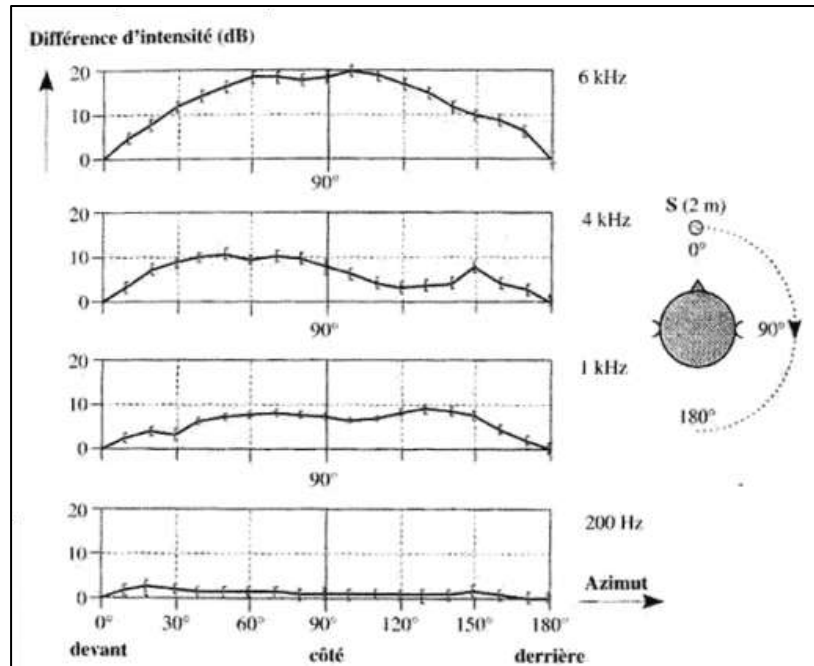 Différence d'intensité (dB)
20
10
0
90°
6 kHz
20
10
0
90°
4 kHz
20
10
0
90°
1 kHz
20
10
0
200 Hz
0° 30° 60° 90° 120° 150° 180°
devant côté derrière
Azimut
S (2 m)
0°
90°
180°